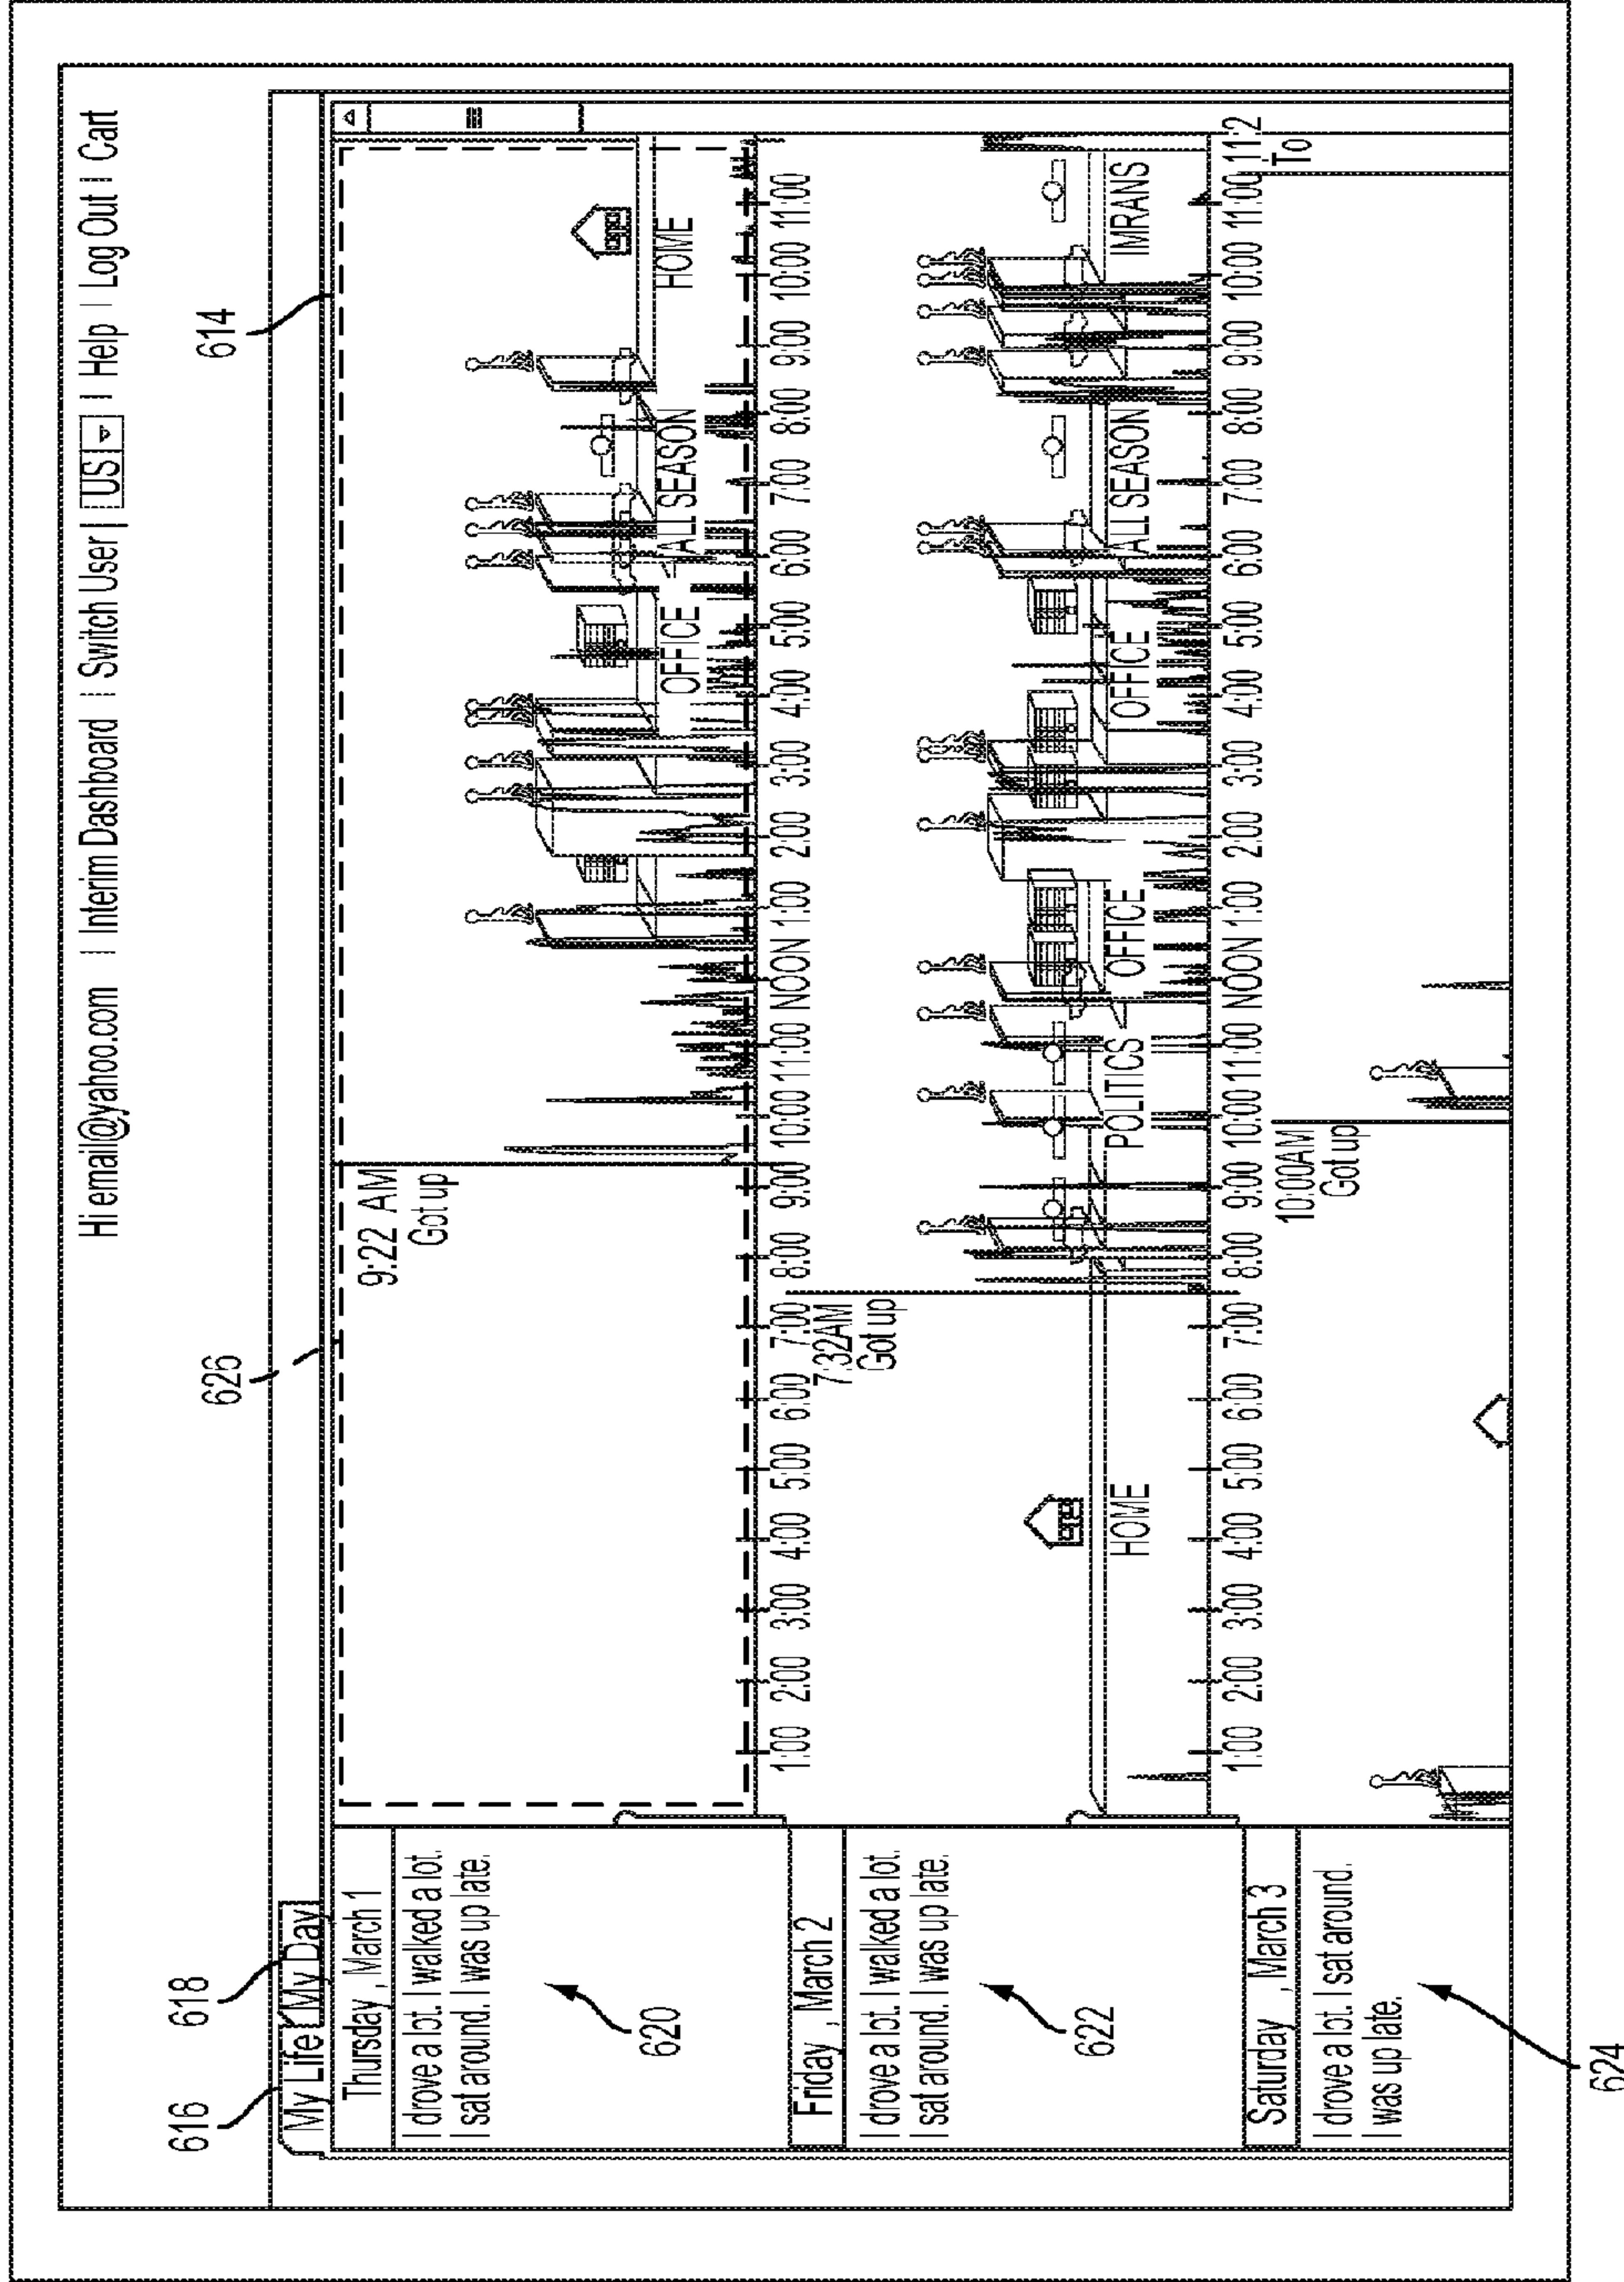 Hi email@yahoo.com | Interim Dashboard | Switch User | US | Help | Log Out | Cart
626
614
616
618
My Life
My Day
Thursday , March 1
I drove a lot. I walked a lot.
I sat around. I was up late.
620
9:22 AM
Got up
OFFICE
ALL SEASON
HOME
1:00 2:00 3:00 4:00 5:00 6:00 7:00 8:00 9:00 10:00 11:00 NOON 1:00 2:00 3:00 4:00 5:00 6:00 7:00 8:00 9:00 10:00 11:00
Friday , March 2
I drove a lot. I walked a lot.
I sat around. I was up late.
622
7:32AM
Got up
HOME
POLITICS
OFFICE
OFFICE
ALL SEASON
IMRANS
1:00 2:00 3:00 4:00 5:00 6:00 7:00 8:00 9:00 10:00 11:00 NOON 1:00 2:00 3:00 4:00 5:00 6:00 7:00 8:00 9:00 10:00 11:00
To
Saturday , March 3
I drove a lot. I sat around.
I was up late.
624
10:00AM
Got up